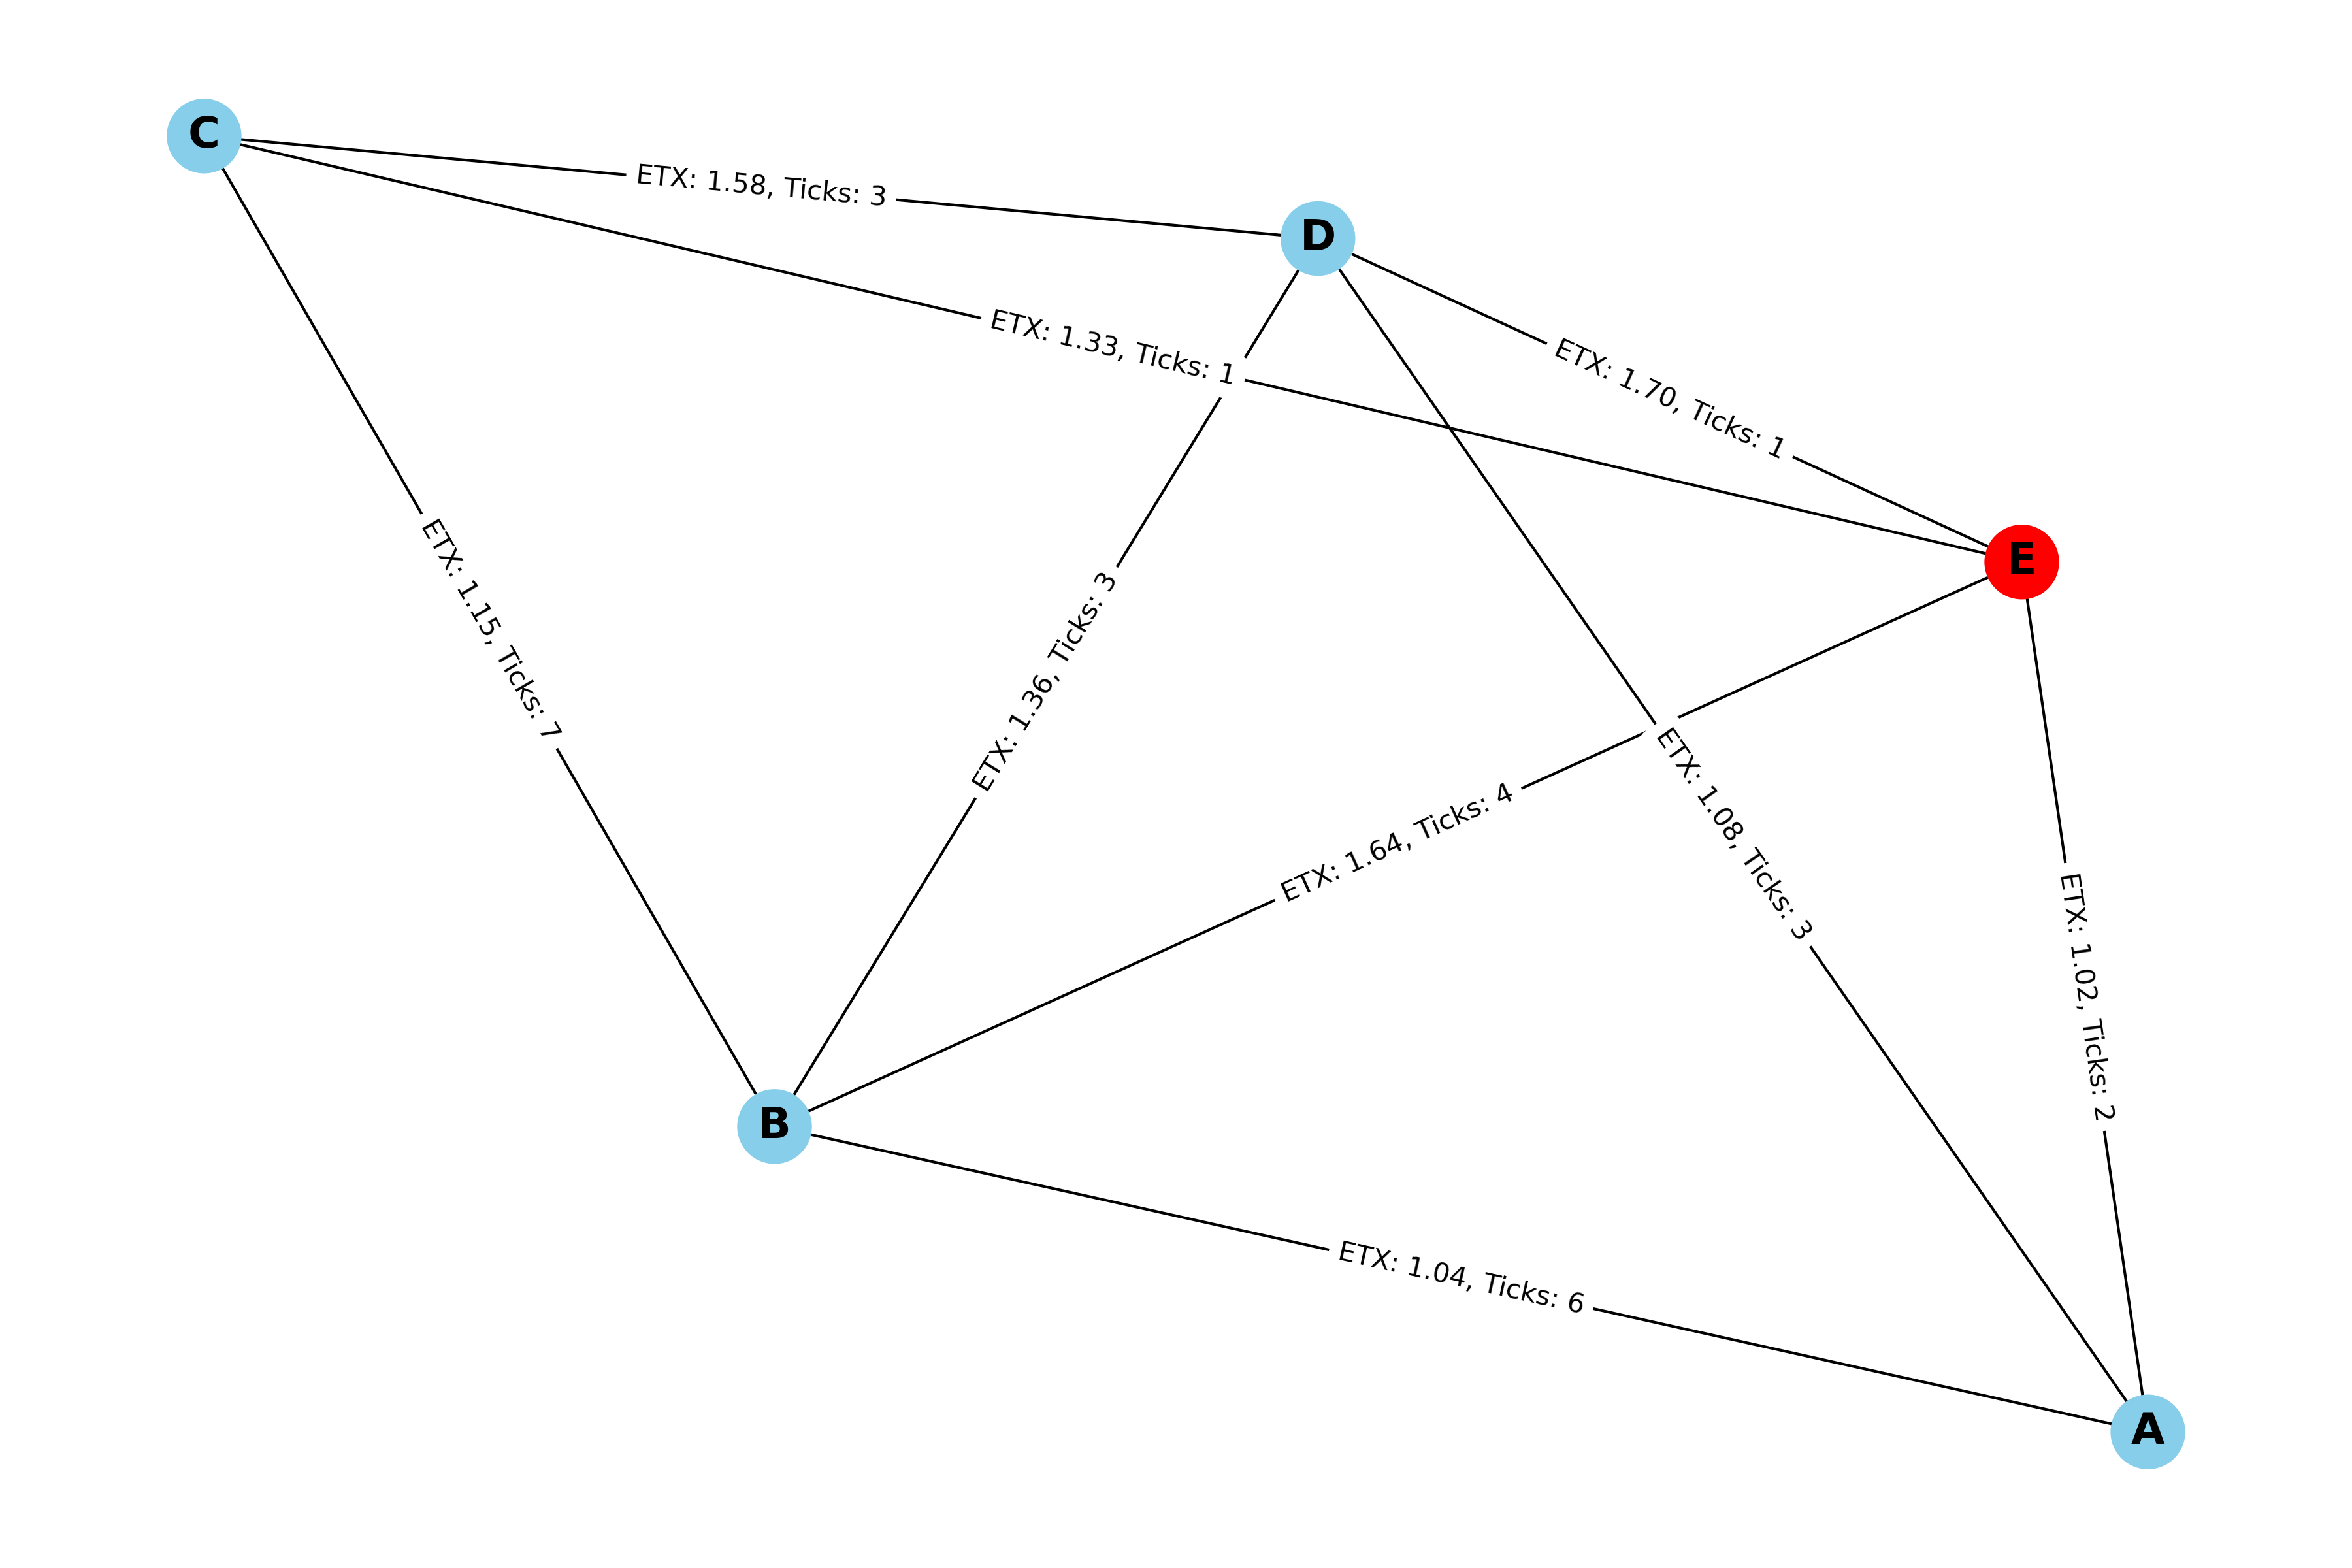 C
ETX: 1.58, Ticks: 3
D
ETX: 1.33, Ticks: 1
ETX: 1.70, Ticks: 1
E
ETX: 1.15, Ticks: 7
ETX: 1.36, Ticks: 3
ETX: 1.64, Ticks: 4
ETX: 1.08, Ticks: 3
ETX: 1.02, Ticks: 2
B
ETX: 1.04, Ticks: 6
A